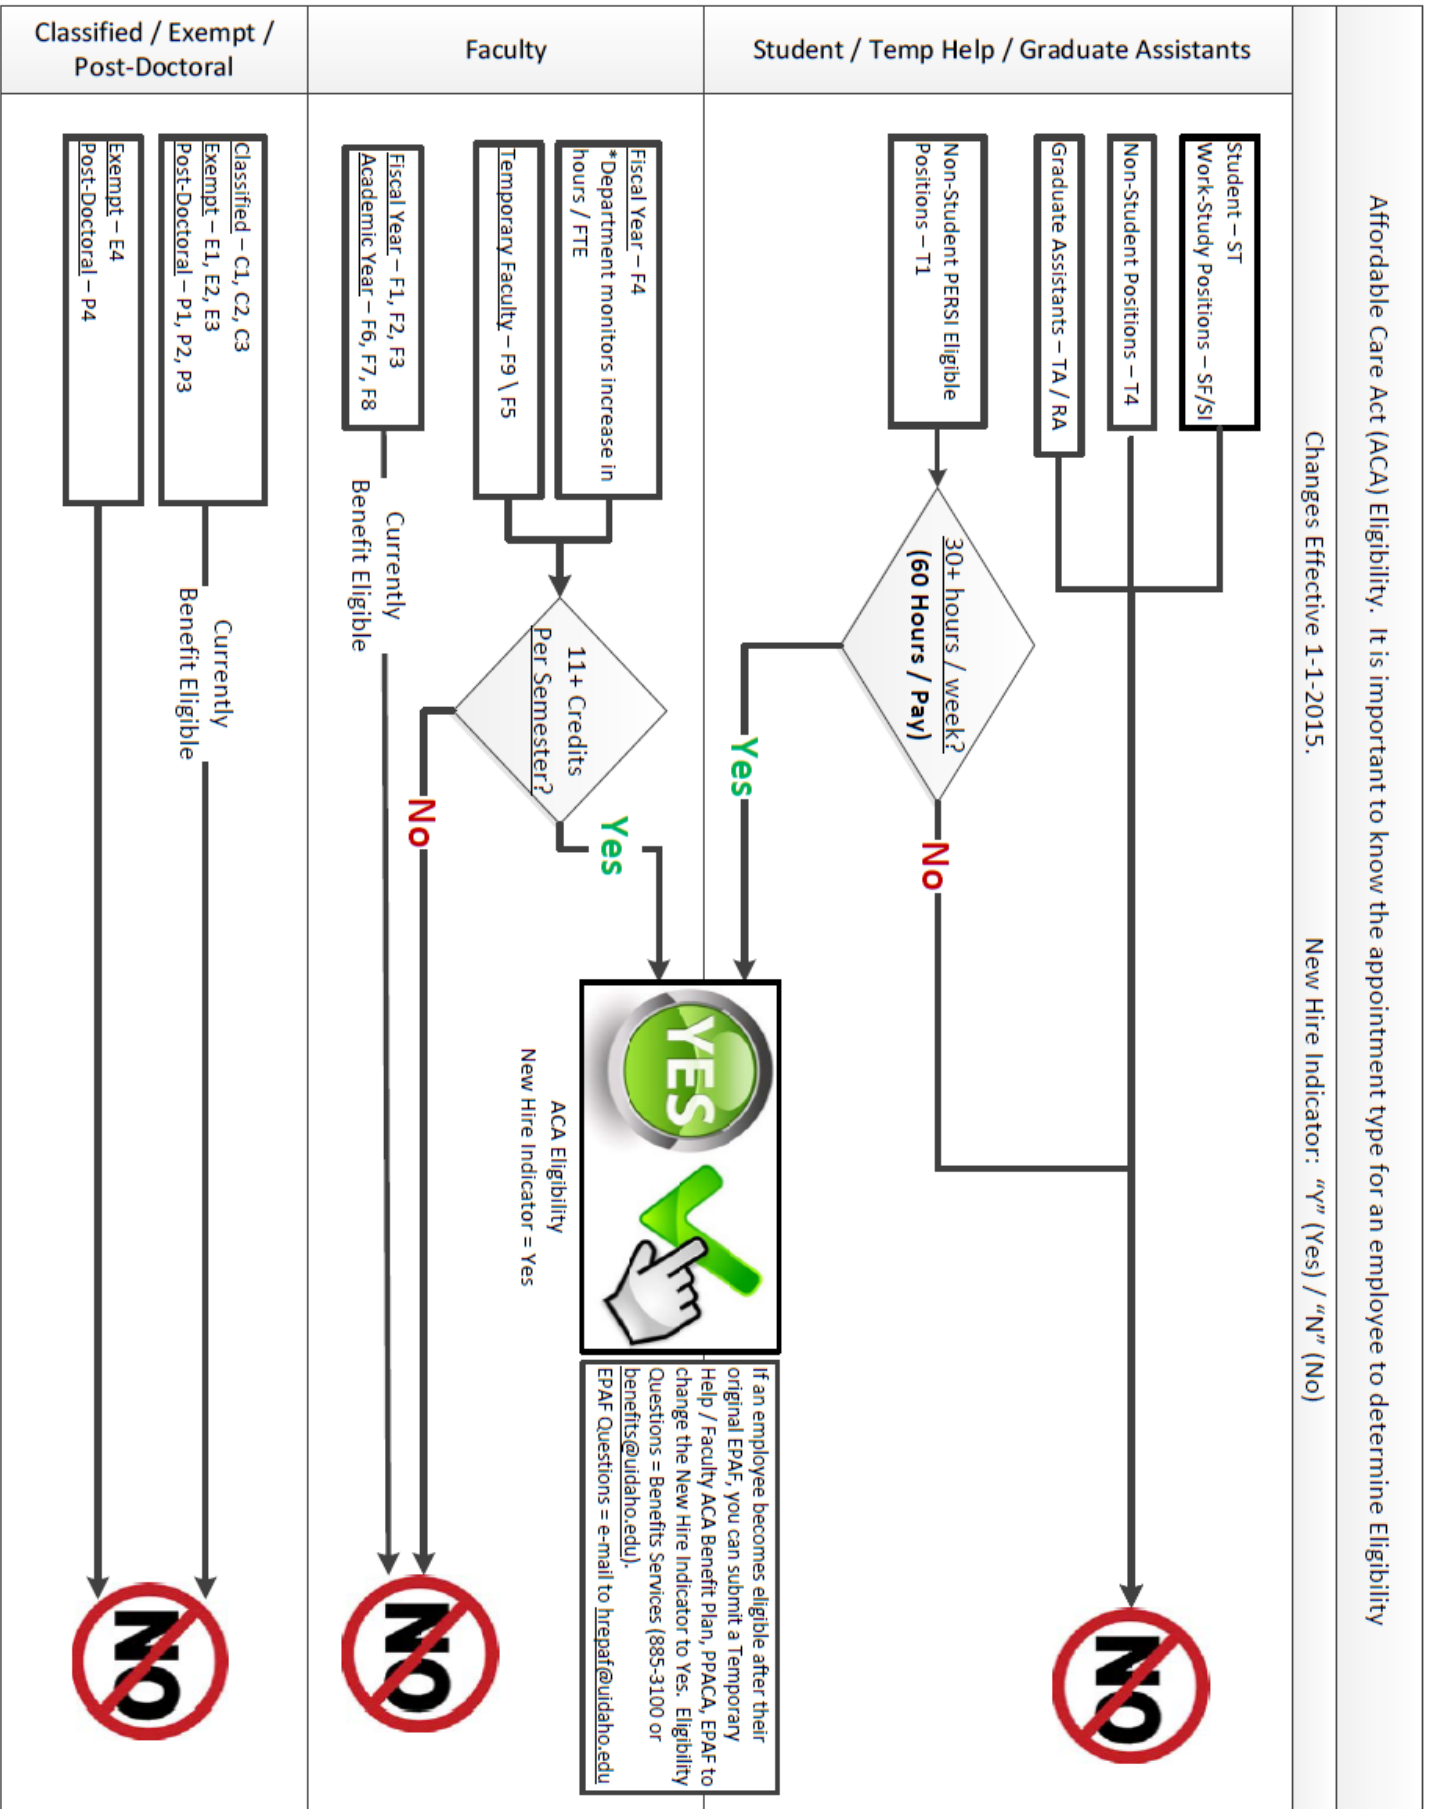 Affordable Care Act (ACA) Eligibility.  It is important to know the appointment type for an employee to determine Eligibility
Changes Effective 1-1-2015.
New Hire Indicator:  “Y” (Yes) / “N” (No)
Student / Temp Help / Graduate Assistants
Student – ST
Work-Study Positions – SF/SI
Non-Student Positions – T4
Graduate Assistants – TA / RA
Non-Student PERSI Eligible
Positions – T1
30+ hours / week?
(60 Hours / Pay)
No
Yes
NO
Faculty
Fiscal Year – F4
*Department monitors increase in
hours / FTE
Temporary Faculty – F9 \ F5
11+ Credits
Per Semester?
Yes
No
Fiscal Year – F1, F2, F3
Academic Year – F6, F7, F8
Currently
Benefit Eligible
NO
YES
ACA Eligibility
New Hire Indicator = Yes
If an employee becomes eligible after their
original EPAF, you can submit a Temporary
Help / Faculty ACA Benefit Plan, PPACA, EPAF to
change the New Hire Indicator to Yes.  Eligibility
Questions = Benefits Services (885-3100 or
benefits@uidaho.edu).
EPAF Questions = e-mail to hrepaf@uidaho.edu
Classified / Exempt /
Post-Doctoral
Classified – C1, C2, C3
Exempt – E1, E2, E3
Post-Doctoral – P1, P2, P3
Currently
Benefit Eligible
Exempt – E4
Post-Doctoral – P4
NO